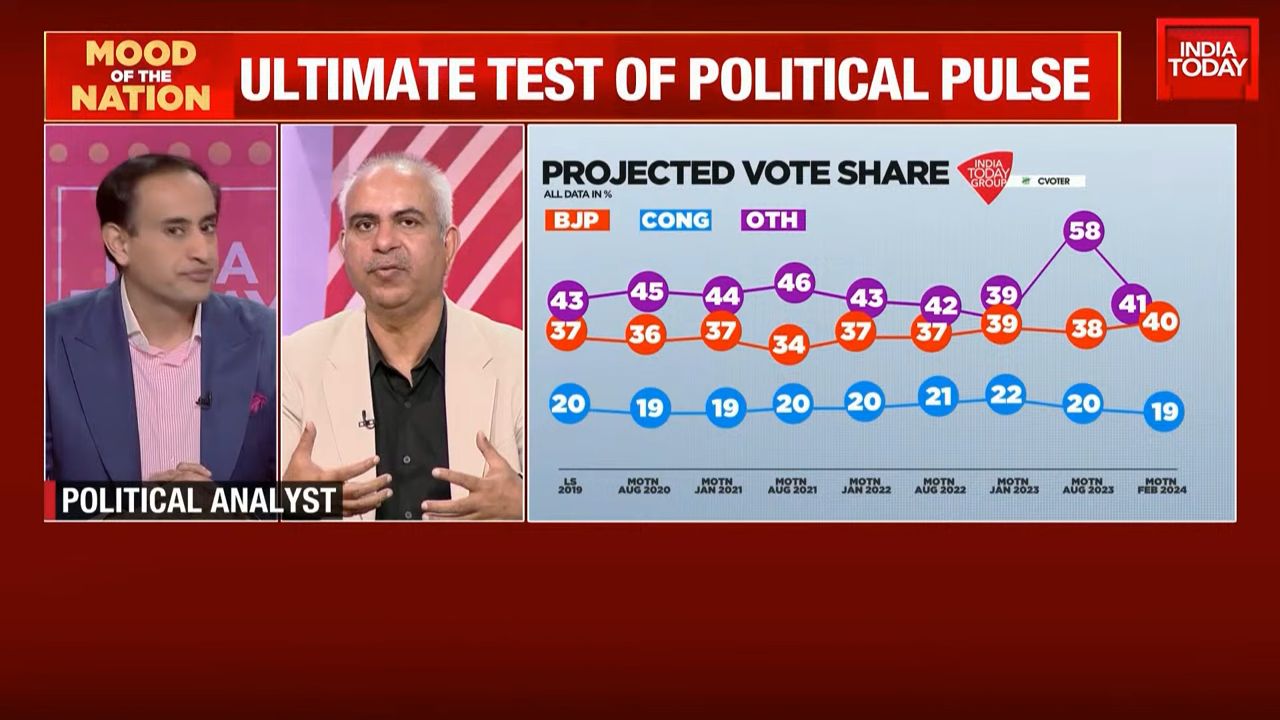 MOOD
OF THE
NATION
ULTIMATE TEST OF POLITICAL PULSE
INDIA
TODAY
POLITICAL ANALYST
PROJECTED VOTE SHARE
ALL DATA IN %
INDIA
TODAY
GROUP
CVOTER
BJP CONG OTH
43 45 44 46 43 42 39 58 41
37 36 37 34 37 37 39 38 40
20 19 19 20 20 21 22 20 19
LS
2019
MOTN
AUG 2020
MOTN
JAN 2021
MOTN
AUG 2021
MOTN
JAN 2022
MOTN
AUG 2022
MOTN
JAN 2023
MOTN
AUG 2023
MOTN
FEB 2024